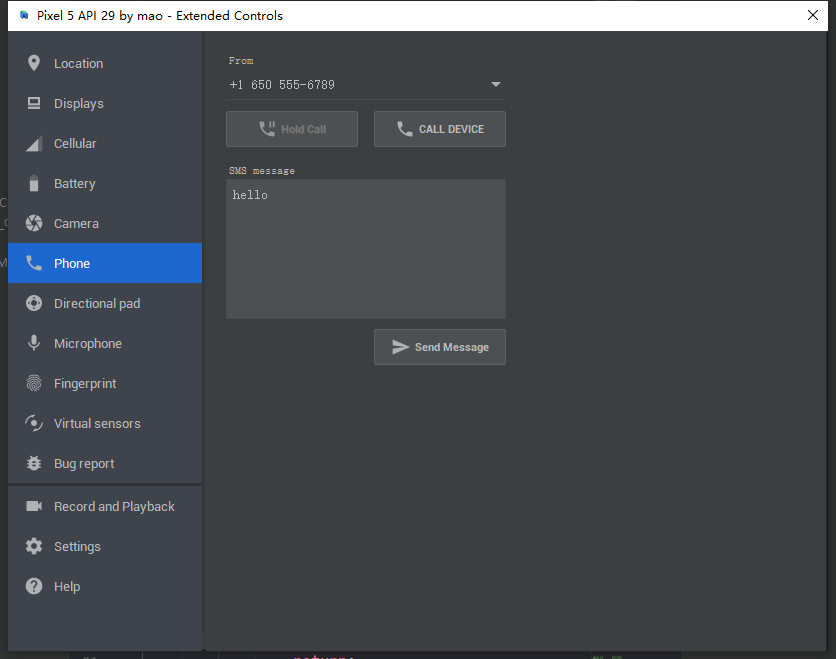 Pixel 5 API 29 by mao - Extended Controls
Location
Displays
Cellular
Battery
Camera
Phone
Directional pad
Microphone
Fingerprint
Virtual sensors
Bug report
Record and Playback
Settings
Help
From
+1 650 555-6789
Hold Call
CALL DEVICE
SMS message
hello
Send Message